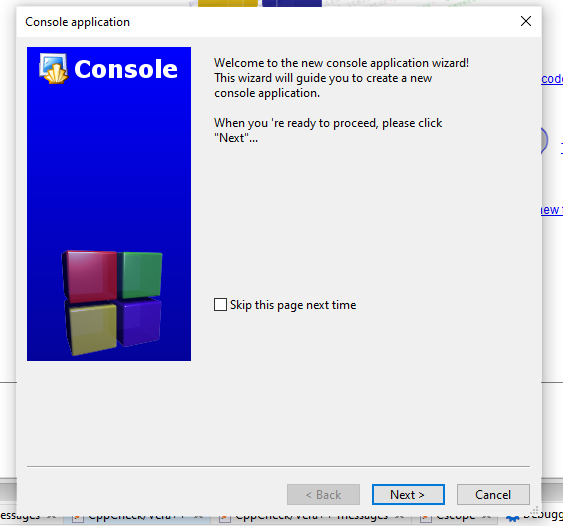 Console application
Console
Welcome to the new console application wizard!
This wizard will guide you to create a new
console application.
When you 're ready to proceed, please click
"Next"...
Skip this page next time
< Back
Next >
Cancel
code
new
essages
CppCheck/Vera++
CppCheck/Vera++ messages
Cscope
Debugg